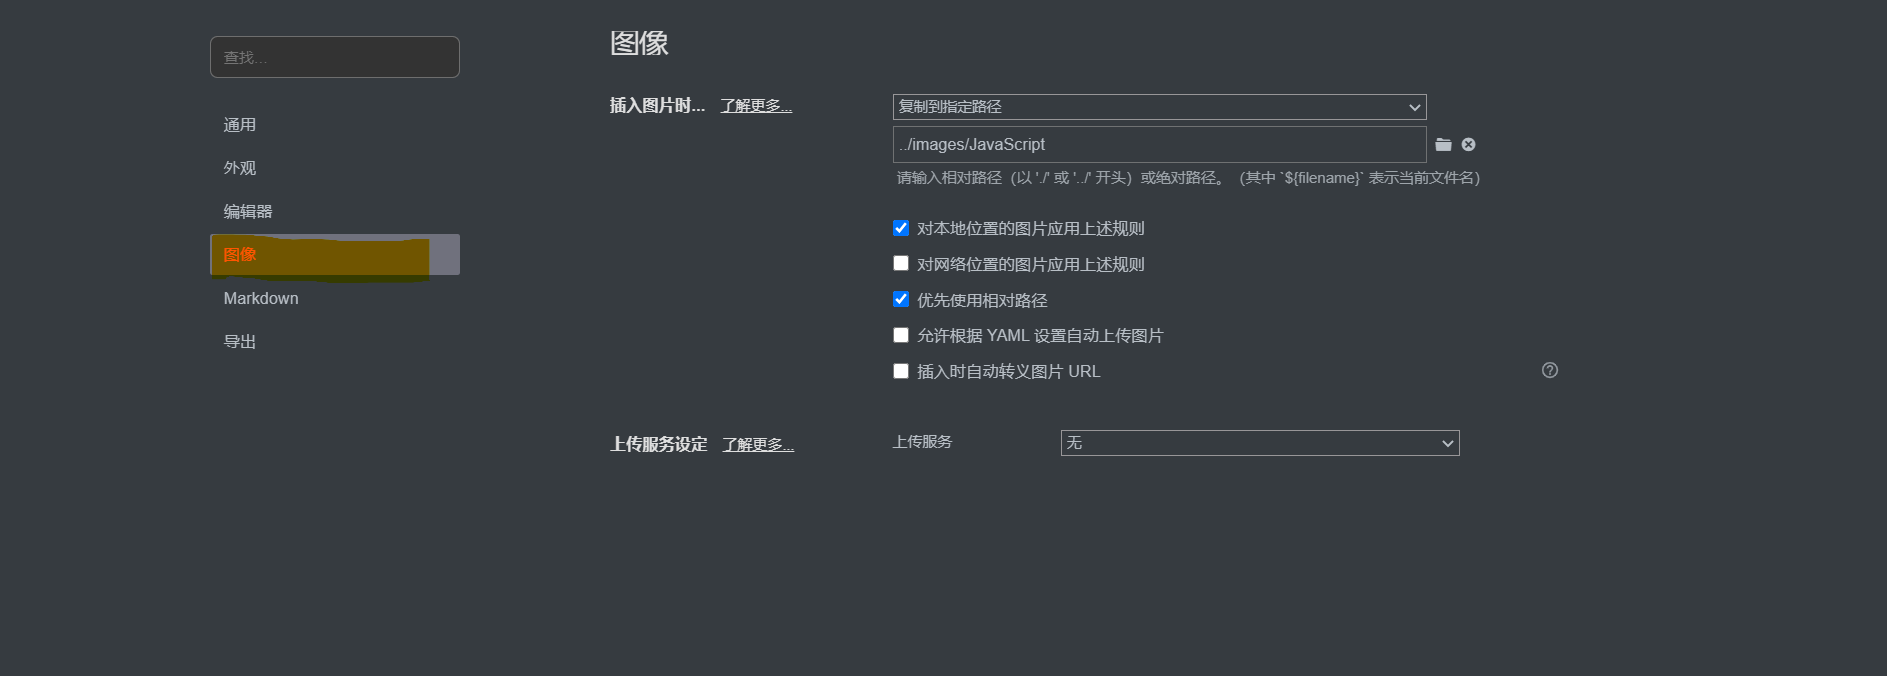 查找...
通用
外观
编辑器
图像
Markdown
导出
图像
插入图片时... 了解更多...
复制到指定路径
../images/JavaScript
请输入相对路径（以 './' 或 '../' 开头）或绝对路径。（其中 `${filename}` 表示当前文件名）
对本地位置的图片应用上述规则
对网络位置的图片应用上述规则
优先使用相对路径
允许根据 YAML 设置自动上传图片
插入时自动转义图片 URL
上传服务设定 了解更多...
上传服务 无